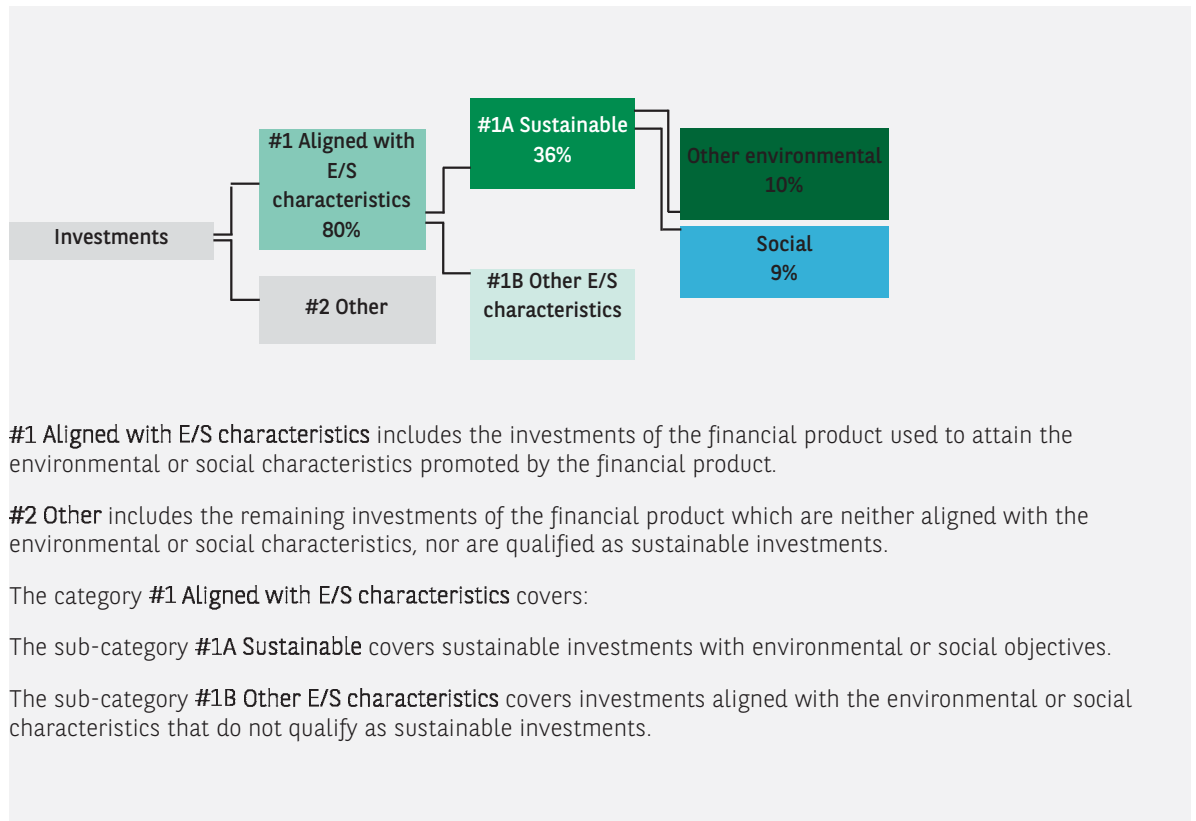 #1A Sustainable
36%
#1 Aligned with
E/S
characteristics
80%
Other environmental
10%
Investments
Social
9%
#1B Other E/S
characteristics
#2 Other
#1 Aligned with E/S characteristics includes the investments of the financial product used to attain the
environmental or social characteristics promoted by the financial product.
#2 Other includes the remaining investments of the financial product which are neither aligned with the
environmental or social characteristics, nor are qualified as sustainable investments.
The category #1 Aligned with E/S characteristics covers:
The sub-category #1A Sustainable covers sustainable investments with environmental or social objectives.
The sub-category #1B Other E/S characteristics covers investments aligned with the environmental or social
characteristics that do not qualify as sustainable investments.